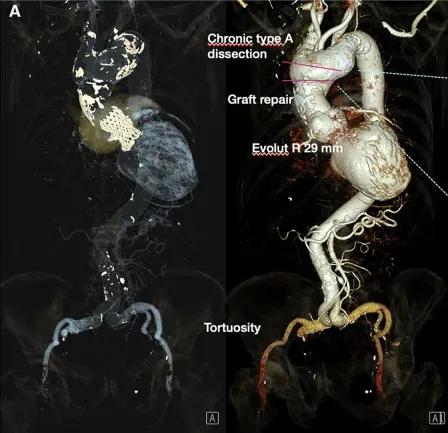 A
Chronic type A
dissection
Graft repair
Evolut R 29 mm
Tortuosity
A
A